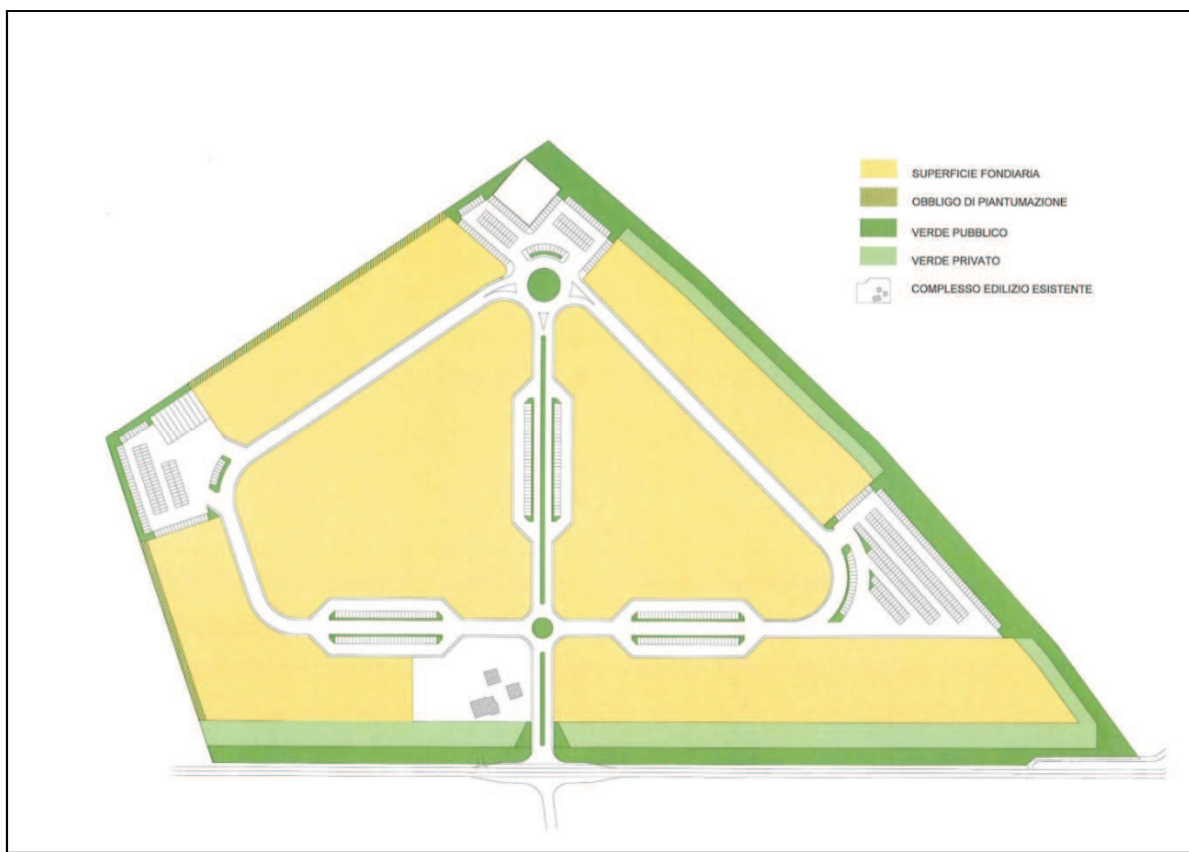 SUPERFICIE FONDIARIA
OBBLIGO DI PIANTUMAZIONE
VERDE PUBBLICO
VERDE PRIVATO
COMPLESSO EDILIZIO ESISTENTE